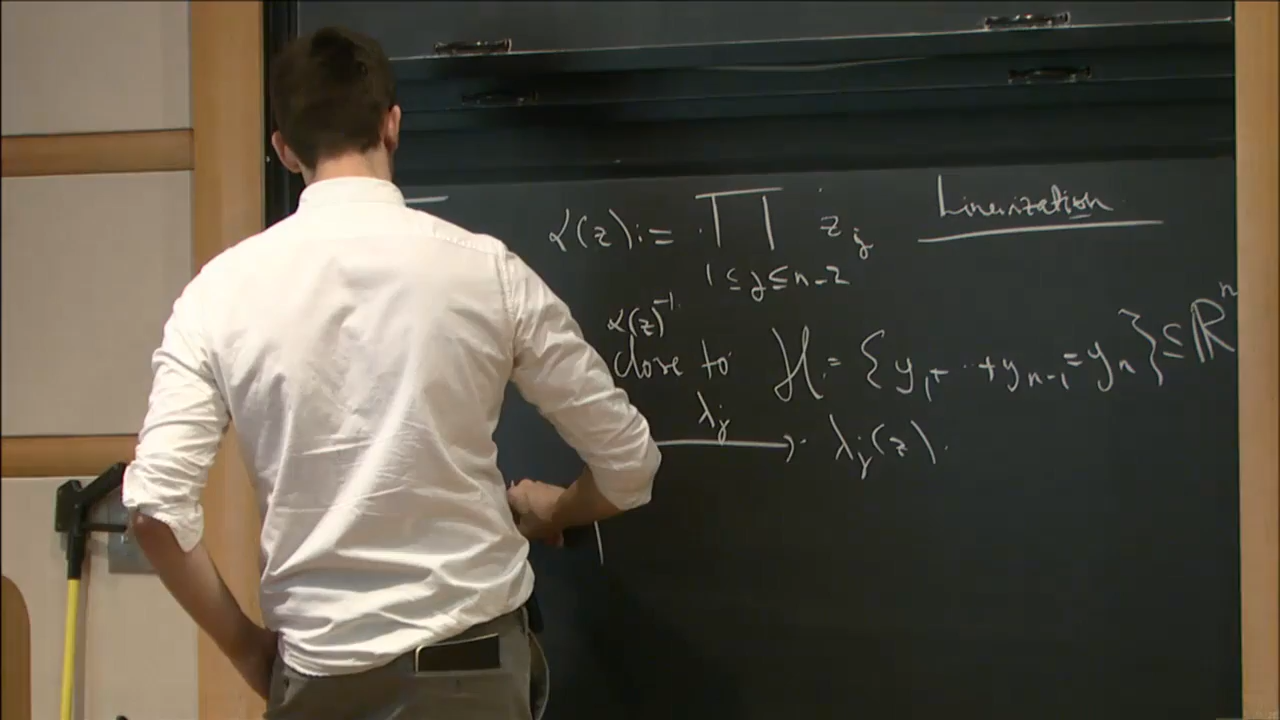 α(z) := ∏ z_j Linearization
1 ≤ j ≤ n-2
α(z)^{-1}
close to ℋ := {y_1 + ⋯ + y_{n-1} = y_n} ⊆ ℝ^n
λ_j
⟶ λ_j(z).